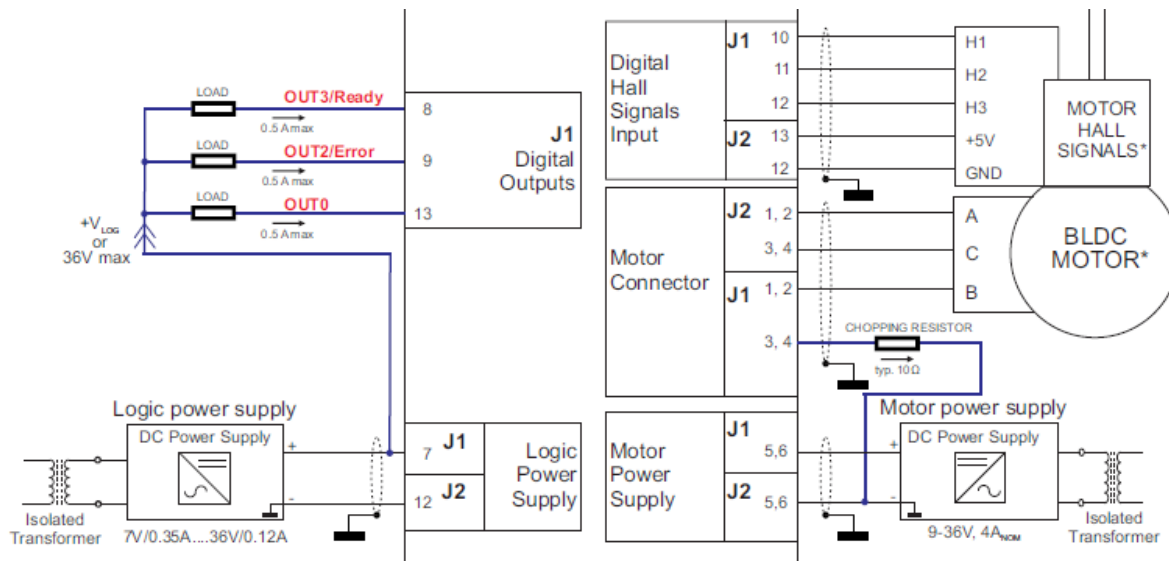 LOAD
OUT3/Ready
0.5 A max
8
LOAD
OUT2/Error
0.5 A max
9
LOAD
OUT0
0.5 A max
13
J1
Digital
Outputs
+VLOG
or
36V max
Logic power supply
DC Power Supply
+
-
7V/0.35A....36V/0.12A
Isolated
Transformer
7
J1
12
J2
Logic
Power
Supply
Digital
Hall
Signals
Input
J1
10
11
12
J2
13
12
H1
H2
H3
+5V
GND
MOTOR
HALL
SIGNALS*
Motor
Connector
J2
1, 2
3, 4
J1
1, 2
3, 4
A
C
B
BLDC
MOTOR*
CHOPPING RESISTOR
typ. 10Ω
Motor
Power
Supply
J1
5,6
J2
5,6
Motor power supply
DC Power Supply
+
-
9-36V, 4ANOM
Isolated
Transformer